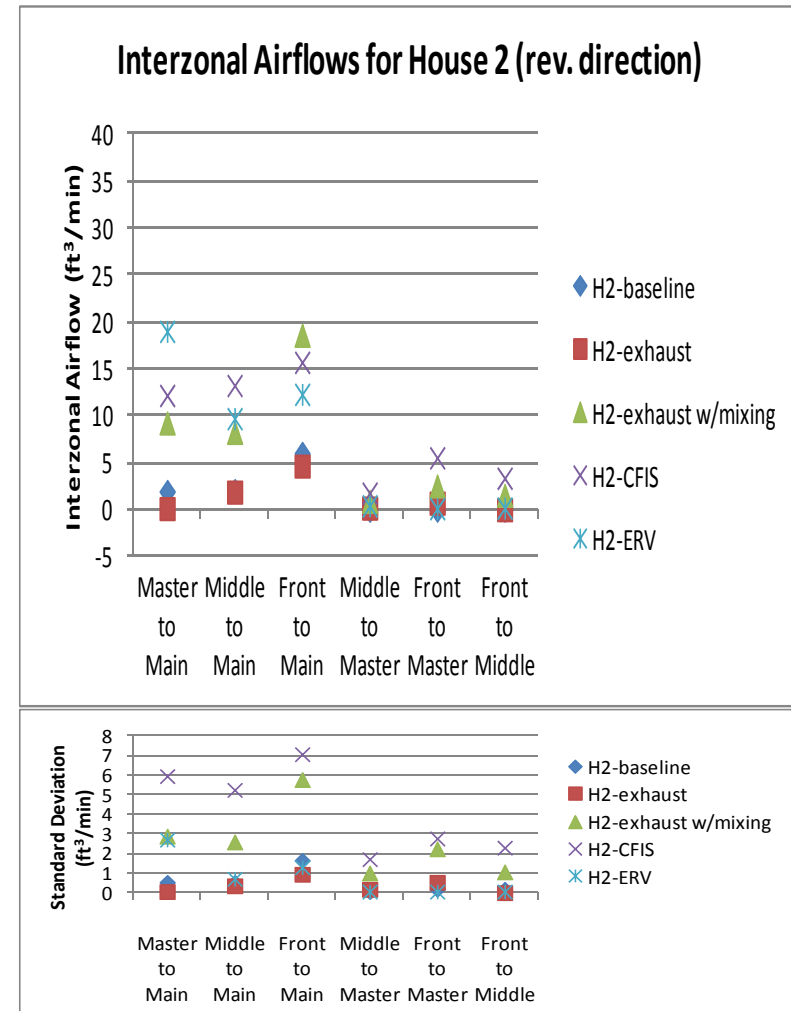 Interzonal Airflows for House 2 (rev. direction)
Interzonal Airflow (ft³/min)
40
35
30
25
20
15
10
5
0
-5
Master to Main
Middle to Main
Front to Main
Middle to Master
Front to Master
Front to Middle
H2-baseline
H2-exhaust
H2-exhaust w/mixing
H2-CFIS
H2-ERV
Standard Deviation
(ft³/min)
8
7
6
5
4
3
2
1
0
Master to Main
Middle to Main
Front to Main
Middle to Master
Front to Master
Front to Middle
H2-baseline
H2-exhaust
H2-exhaust w/mixing
H2-CFIS
H2-ERV